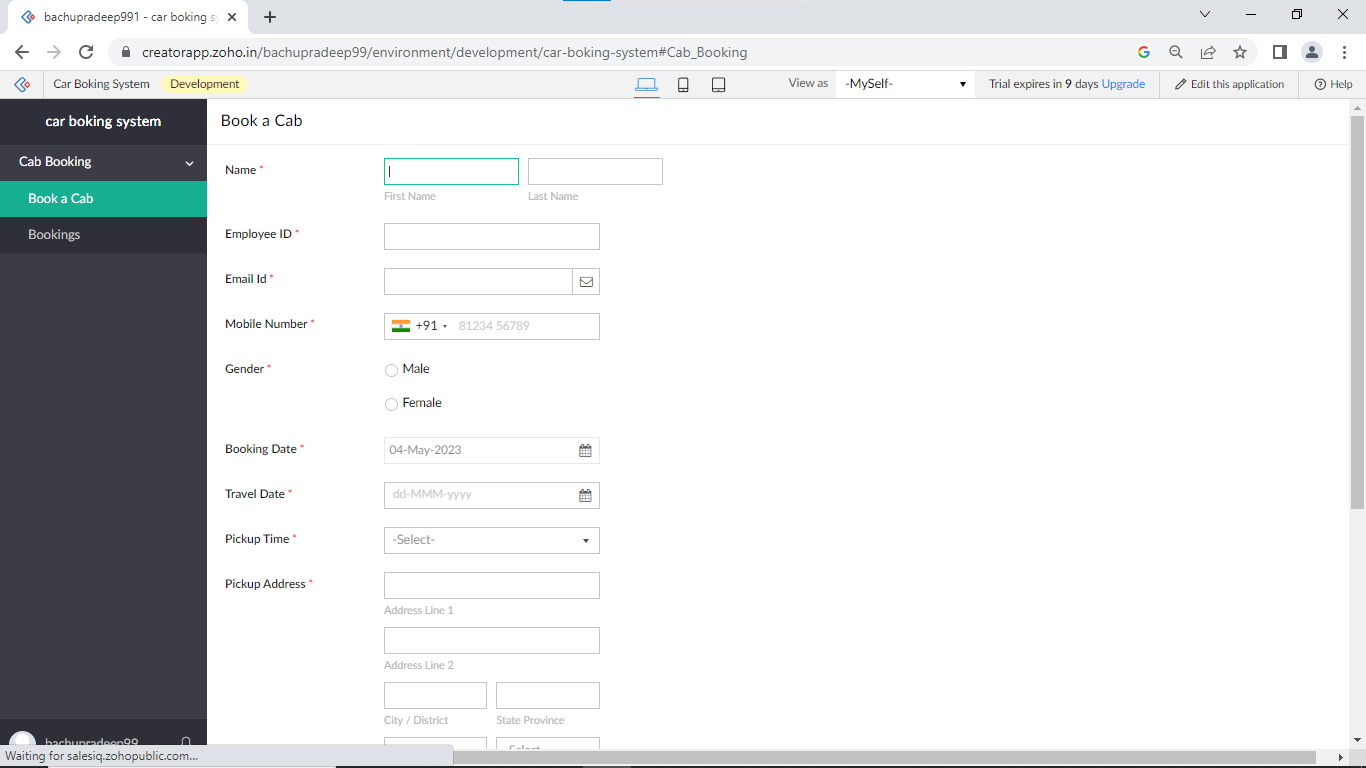 bachupradeep991 - car boking s
creatorapp.zoho.in/bachupradeep99/environment/development/car-boking-system#Cab_Booking
Car Boking System Development View as -MySelf- Trial expires in 9 days Upgrade Edit this application Help
car boking system
Book a Cab
Cab Booking
Book a Cab
Bookings
Name *
First Name Last Name
Employee ID *
Email Id *
Mobile Number * +91 81234 56789
Gender * Male
Female
Booking Date * 04-May-2023
Travel Date * dd-MMM-yyyy
Pickup Time * -Select-
Pickup Address *
Address Line 1
Address Line 2
City / District State Province
-Select-
bachupradeep99
Waiting for salesiq.zohopublic.com...